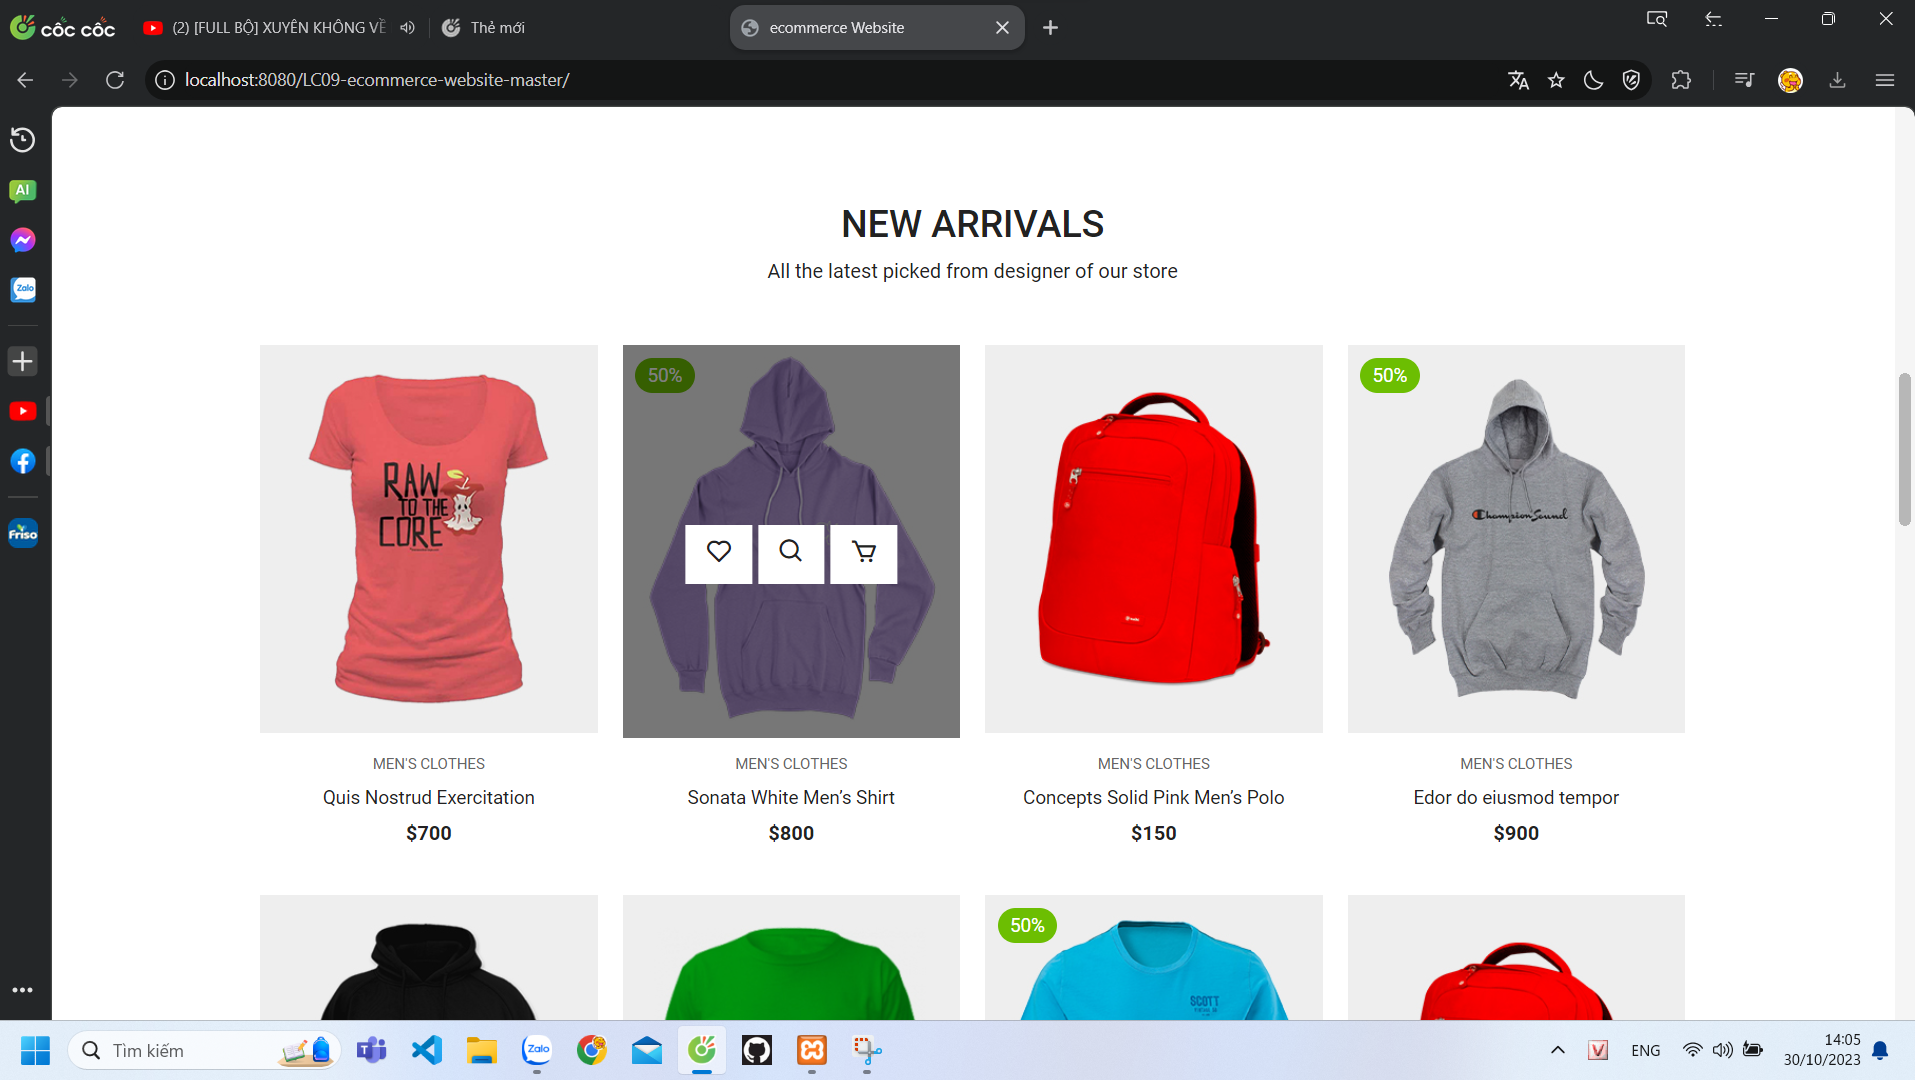 cốc cốc
(2) [FULL BỘ] XUYÊN KHÔNG VỀ
Thẻ mới
ecommerce Website
localhost:8080/LC09-ecommerce-website-master/
AI
Zalo
Friso
NEW ARRIVALS
All the latest picked from designer of our store
RAW
TO THE
CORE
50%
50%
ChampionSound
MEN'S CLOTHES
MEN'S CLOTHES
MEN'S CLOTHES
MEN'S CLOTHES
Quis Nostrud Exercitation
Sonata White Men’s Shirt
Concepts Solid Pink Men’s Polo
Edor do eiusmod tempor
$700
$800
$150
$900
50%
SCOTT
Tìm kiếm
Zalo
V
ENG
14:05
30/10/2023